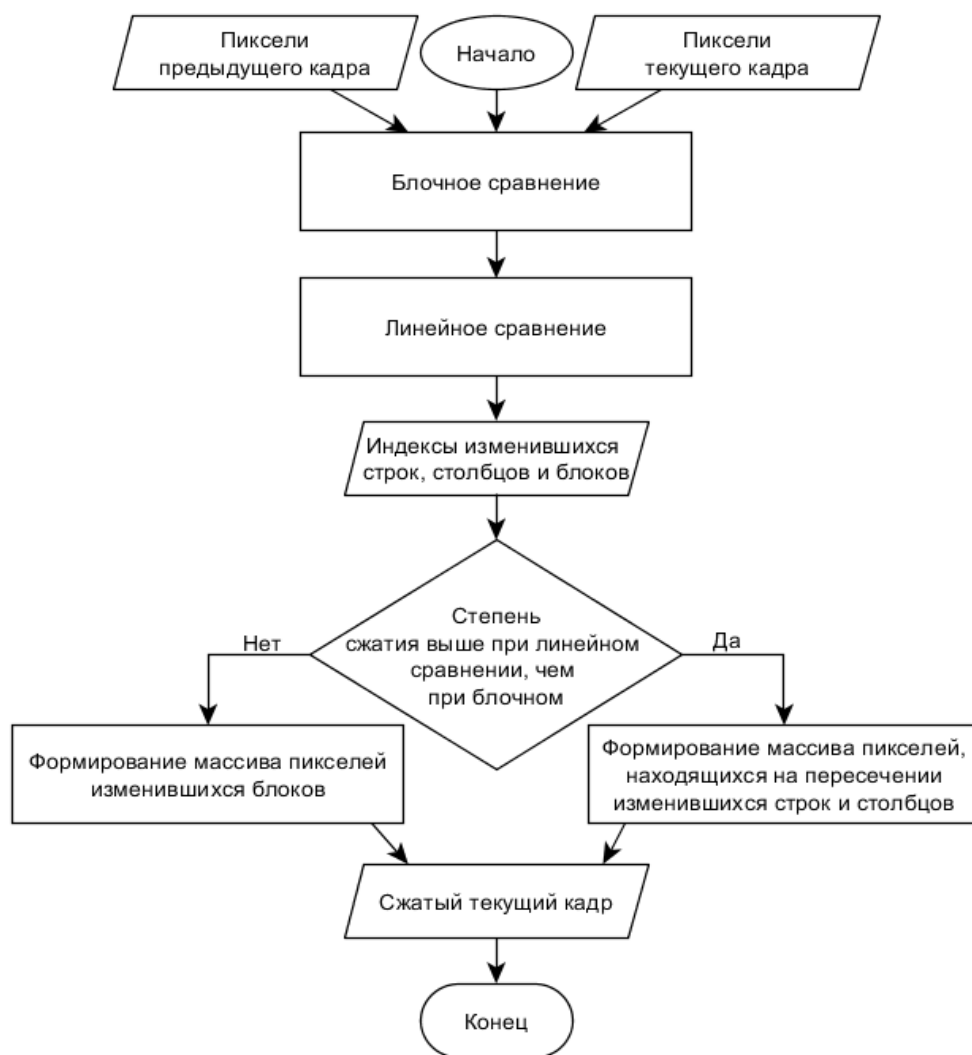 Пиксели
предыдущего кадра
Начало
Пиксели
текущего кадра
Блочное сравнение
Линейное сравнение
Индексы изменившихся
строк, столбцов и блоков
Степень
сжатия выше при линейном
сравнении, чем
при блочном
Нет
Да
Формирование массива пикселей
изменившихся блоков
Формирование массива пикселей,
находящихся на пересечении
изменившихся строк и столбцов
Сжатый текущий кадр
Конец